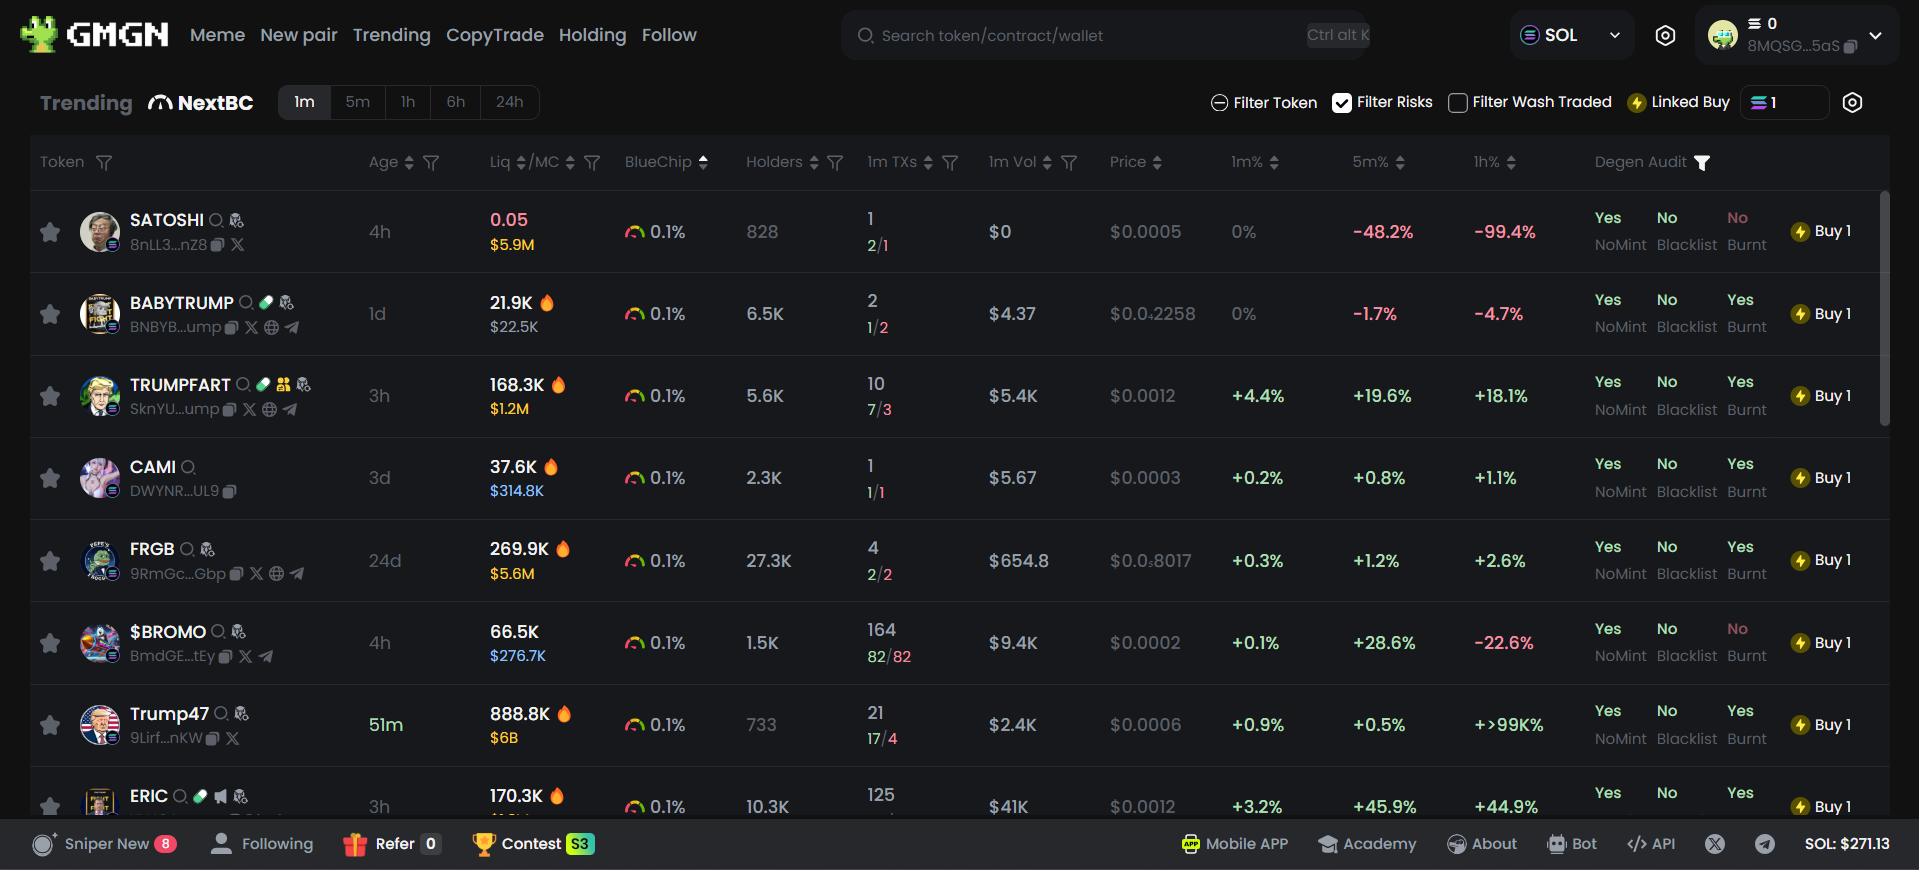 GMGN Meme New pair Trending CopyTrade Holding Follow Search token/contract/wallet Ctrl alt K SOL 0
8MQSG...5aS
Trending NextBC 1m 5m 1h 6h 24h Filter Token Filter Risks Filter Wash Traded Linked Buy 1
Token Age Liq /MC BlueChip Holders 1m TXs 1m Vol Price 1m% 5m% 1h% Degen Audit
SATOSHI 0.05 1 Yes No No
4h 0.1% 828 $0 $0.0005 0% -48.2% -99.4% Buy 1
8nLL3...nZ8 $5.9M 2/1 NoMint Blacklist Burnt
BABYTRUMP 21.9K 2 Yes No Yes
1d 0.1% 6.5K $4.37 $0.0₄2258 0% -1.7% -4.7% Buy 1
BNBYB...ump $22.5K 1/2 NoMint Blacklist Burnt
TRUMPFART 168.3K 10 Yes No Yes
3h 0.1% 5.6K $5.4K $0.0012 +4.4% +19.6% +18.1% Buy 1
SknYU...ump $1.2M 7/3 NoMint Blacklist Burnt
CAMI 37.6K 1 Yes No Yes
3d 0.1% 2.3K $5.67 $0.0003 +0.2% +0.8% +1.1% Buy 1
DWYNR...UL9 $314.8K 1/1 NoMint Blacklist Burnt
FRGB 269.9K 4 Yes No Yes
24d 0.1% 27.3K $654.8 $0.0₅8017 +0.3% +1.2% +2.6% Buy 1
9RmGc...Gbp $5.6M 2/2 NoMint Blacklist Burnt
$BROMO 66.5K 164 Yes No No
4h 0.1% 1.5K $9.4K $0.0002 +0.1% +28.6% -22.6% Buy 1
BmdGE...tEy $276.7K 82/82 NoMint Blacklist Burnt
Trump47 888.8K 21 Yes No Yes
51m 0.1% 733 $2.4K $0.0006 +0.9% +0.5% +>99K% Buy 1
9Lirf...nKW $6B 17/4 NoMint Blacklist Burnt
ERIC 170.3K 125 Yes No Yes
3h 0.1% 10.3K $41K $0.0012 +3.2% +45.9% +44.9% Buy 1
Sniper New 8 Following Refer 0 Contest S3 APP Mobile APP Academy About Bot API SOL: $271.13